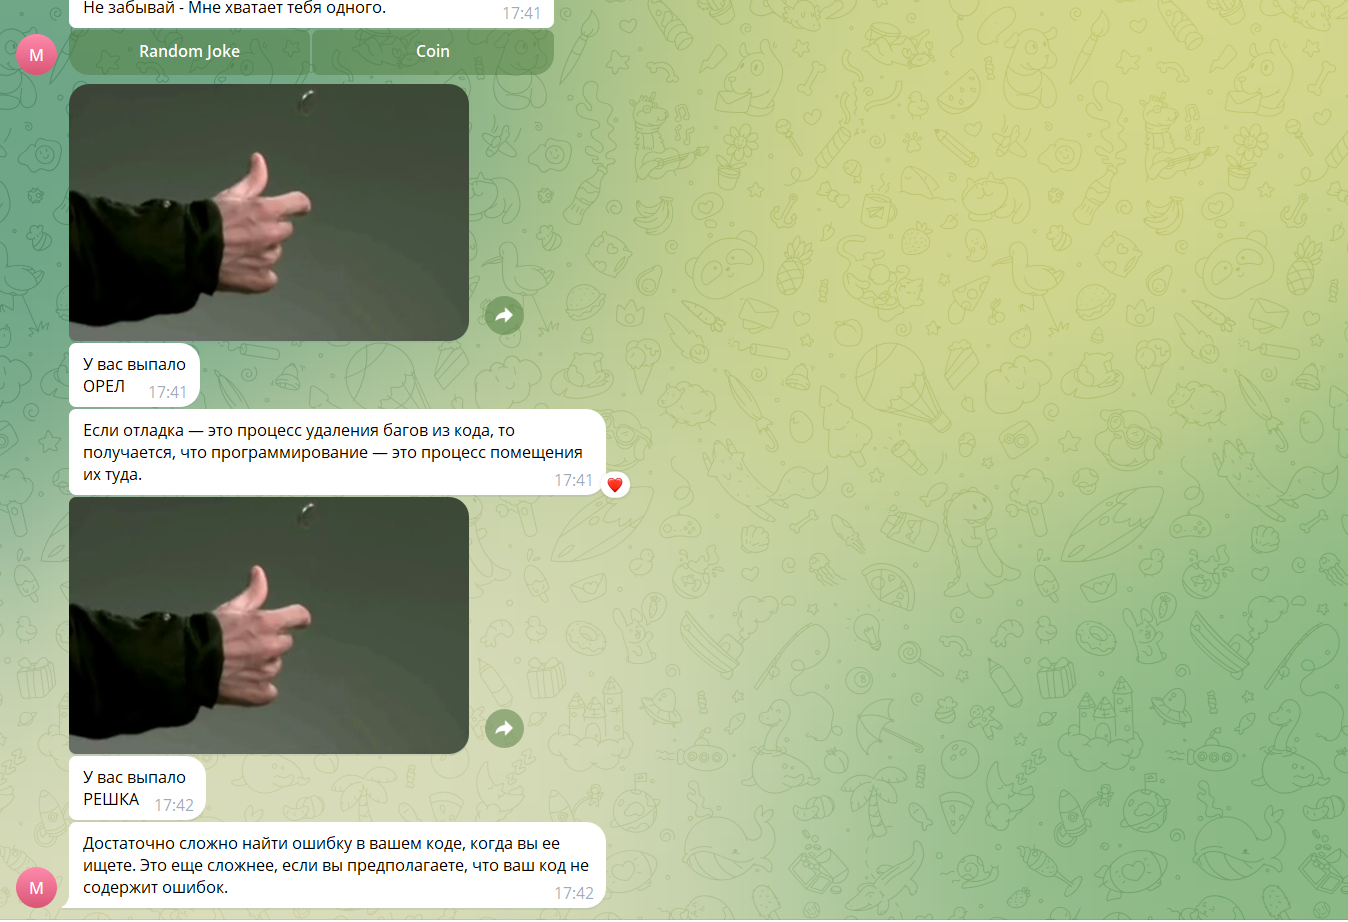 Не забывай - Мне хватает тебя одного.
17:41
M
Random Joke
Coin
У вас выпало
ОРЕЛ 17:41
Если отладка — это процесс удаления багов из кода, то
получается, что программирование — это процесс помещения
их туда.
17:41
У вас выпало
РЕШКА 17:42
Достаточно сложно найти ошибку в вашем коде, когда вы ее
ищете. Это еще сложнее, если вы предполагаете, что ваш код не
содержит ошибок.
17:42
M